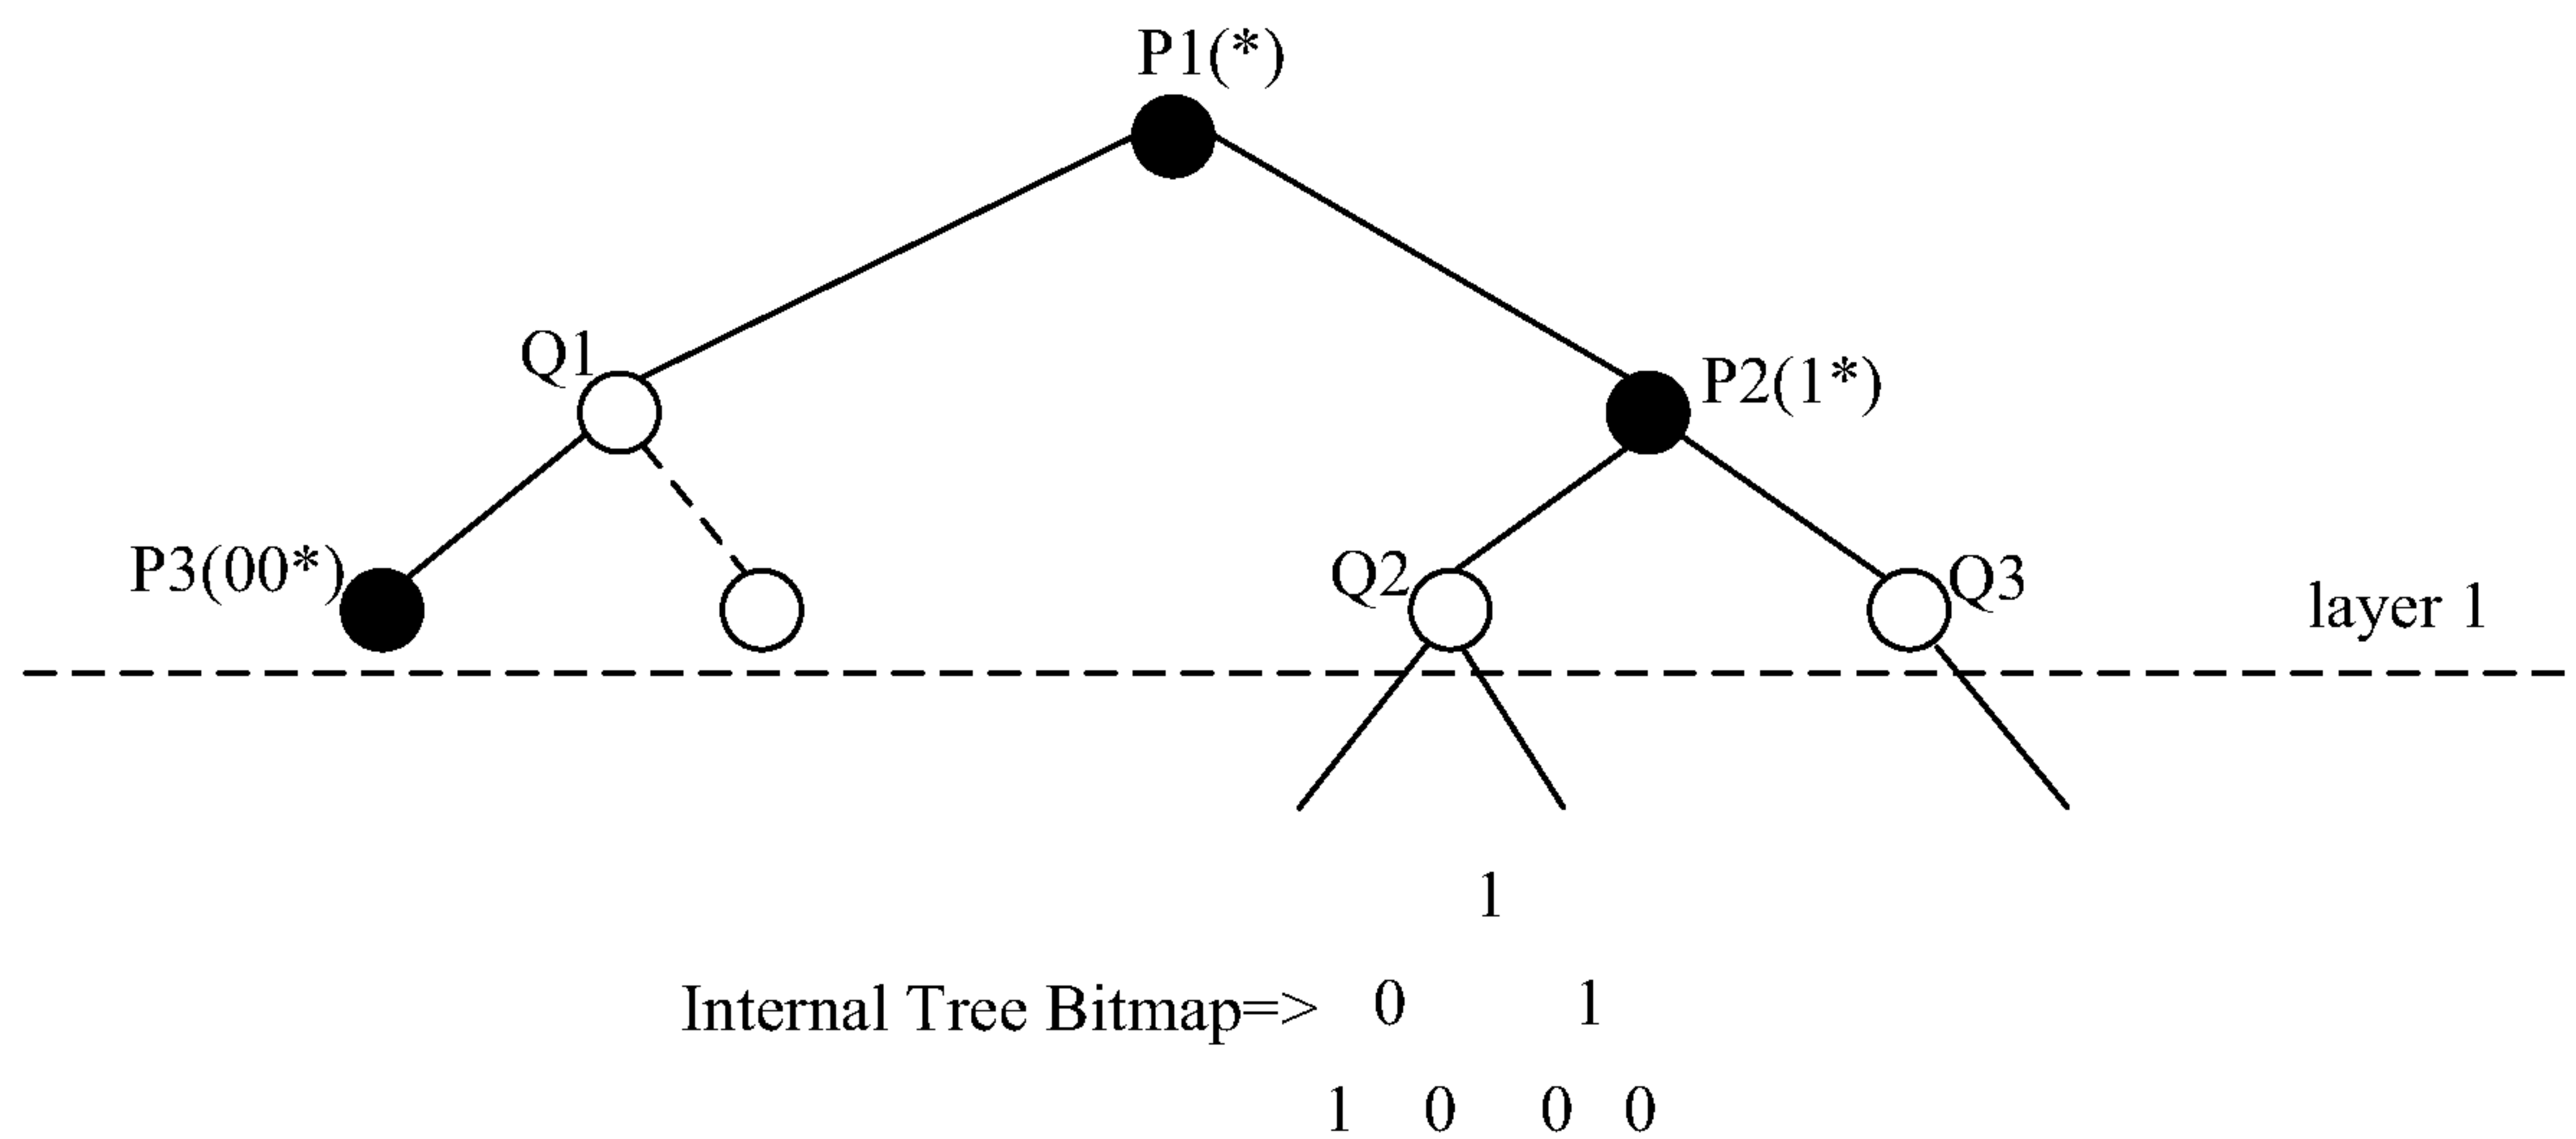 P1(*)
Q1
P2(1*)
P3(00*)
Q2
Q3
layer 1
1
Internal Tree Bitmap=> 0 1
1 0 0 0